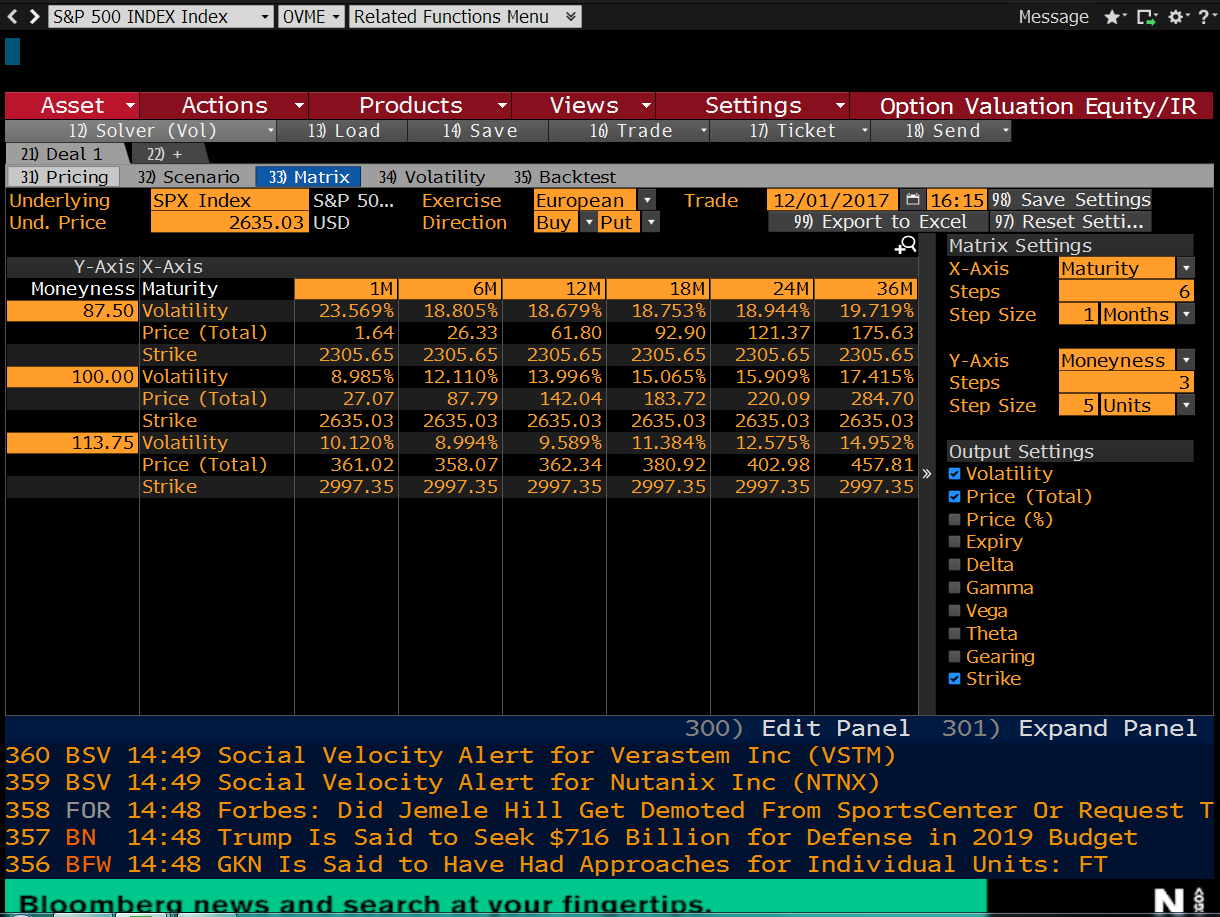 S&P 500 INDEX Index OVME Related Functions Menu Message ?
Asset Actions Products Views Settings Option Valuation Equity/IR
12) Solver (Vol) 13) Load 14) Save 16) Trade 17) Ticket 18) Send
21) Deal 1 22) +
31) Pricing 32) Scenario 33) Matrix 34) Volatility 35) Backtest
Underlying SPX Index S&P 50... Exercise European Trade 12/01/2017 16:15 98) Save Settings
Und. Price 2635.03 USD Direction Buy Put 99) Export to Excel 97) Reset Setti...
Y-Axis X-Axis
Moneyness Maturity 1M 6M 12M 18M 24M 36M
87.50 Volatility 23.569% 18.805% 18.679% 18.753% 18.944% 19.719%
Price (Total) 1.64 26.33 61.80 92.90 121.37 175.63
Strike 2305.65 2305.65 2305.65 2305.65 2305.65 2305.65
100.00 Volatility 8.985% 12.110% 13.996% 15.065% 15.909% 17.415%
Price (Total) 27.07 87.79 142.04 183.72 220.09 284.70
Strike 2635.03 2635.03 2635.03 2635.03 2635.03 2635.03
113.75 Volatility 10.120% 8.994% 9.589% 11.384% 12.575% 14.952%
Price (Total) 361.02 358.07 362.34 380.92 402.98 457.81
Strike 2997.35 2997.35 2997.35 2997.35 2997.35 2997.35
»
Matrix Settings
X-Axis Maturity
Steps 6
Step Size 1 Months
Y-Axis Moneyness
Steps 3
Step Size 5 Units
Output Settings
Volatility
Price (Total)
Price (%)
Expiry
Delta
Gamma
Vega
Theta
Gearing
Strike
300) Edit Panel 301) Expand Panel
360 BSV 14:49 Social Velocity Alert for Verastem Inc (VSTM)
359 BSV 14:49 Social Velocity Alert for Nutanix Inc (NTNX)
358 FOR 14:48 Forbes: Did Jemele Hill Get Demoted From SportsCenter Or Request T
357 BN 14:48 Trump Is Said to Seek $716 Billion for Defense in 2019 Budget
356 BFW 14:48 GKN Is Said to Have Had Approaches for Individual Units: FT
Bloomberg news and search at your fingertips. N